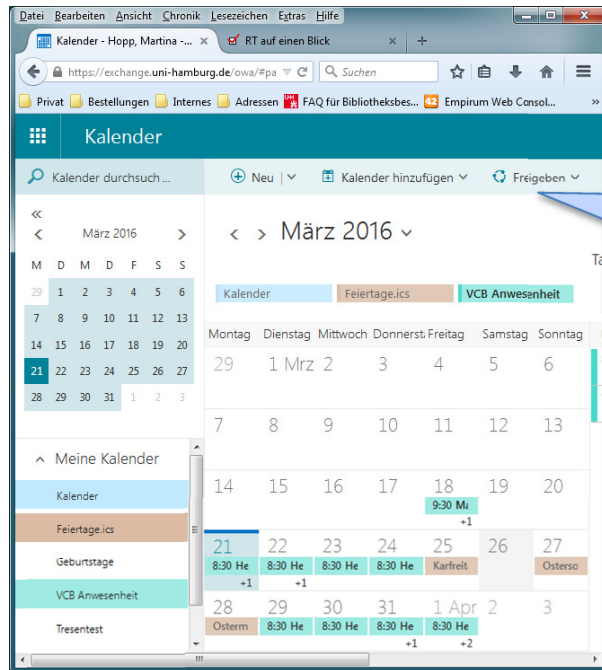 Datei Bearbeiten Ansicht Chronik Lesezeichen Extras Hilfe
Kalender - Hopp, Martina -... × RT auf einen Blick × +
https://exchange.uni-hamburg.de/owa/#pa Suchen
Privat Bestellungen Internes Adressen FAQ für Bibliotheksbes... 42 Empirum Web Consol... »
Kalender
Kalender durchsuch... Neu Kalender hinzufügen Freigeben
«
< März 2016 >
M D M D F S S
29 1 2 3 4 5 6
7 8 9 10 11 12 13
14 15 16 17 18 19 20
21 22 23 24 25 26 27
28 29 30 31 1 2 3
Meine Kalender
Kalender
Feiertage.ics
Geburtstage
VCB Anwesenheit
Tresentest
< > März 2016
Kalender Feiertage.ics VCB Anwesenheit
Montag Dienstag Mittwoch Donnerst Freitag Samstag Sonntag
29 1 Mrz 2 3 4 5 6
7 8 9 10 11 12 13
14 15 16 17 18 19 20
9:30 Ma
+1
21 22 23 24 25 26 27
8:30 He 8:30 He 8:30 He 8:30 He Karfreit Osterso
+1 +1
28 29 30 31 1 Apr 2 3
Osterm 8:30 He 8:30 He 8:30 He 8:30 He
+1 +2